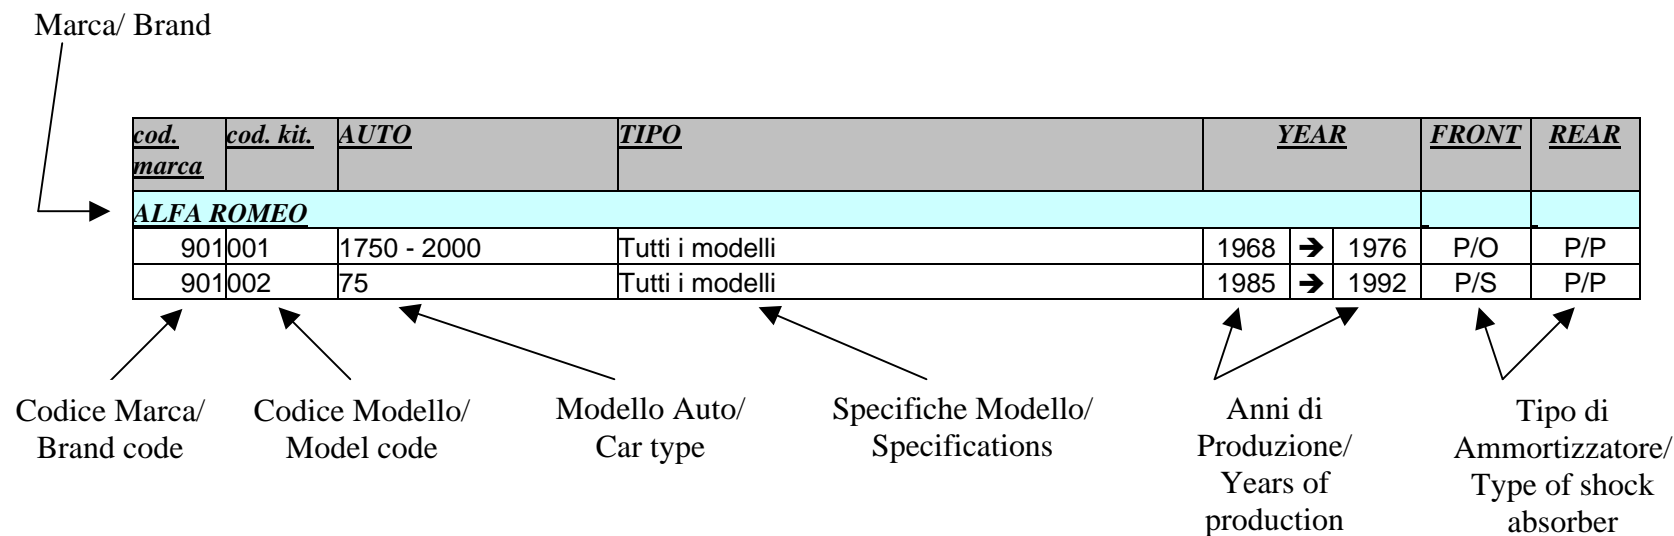 Marca/ Brand
cod. marca cod. kit. AUTO TIPO YEAR FRONT REAR
ALFA ROMEO
901 001 1750 - 2000 Tutti i modelli 1968 ➔ 1976 P/O P/P
901 002 75 Tutti i modelli 1985 ➔ 1992 P/S P/P
Codice Marca/
Brand code
Codice Modello/
Model code
Modello Auto/
Car type
Specifiche Modello/
Specifications
Anni di
Produzione/
Years of
production
Tipo di
Ammortizzatore/
Type of shock
absorber